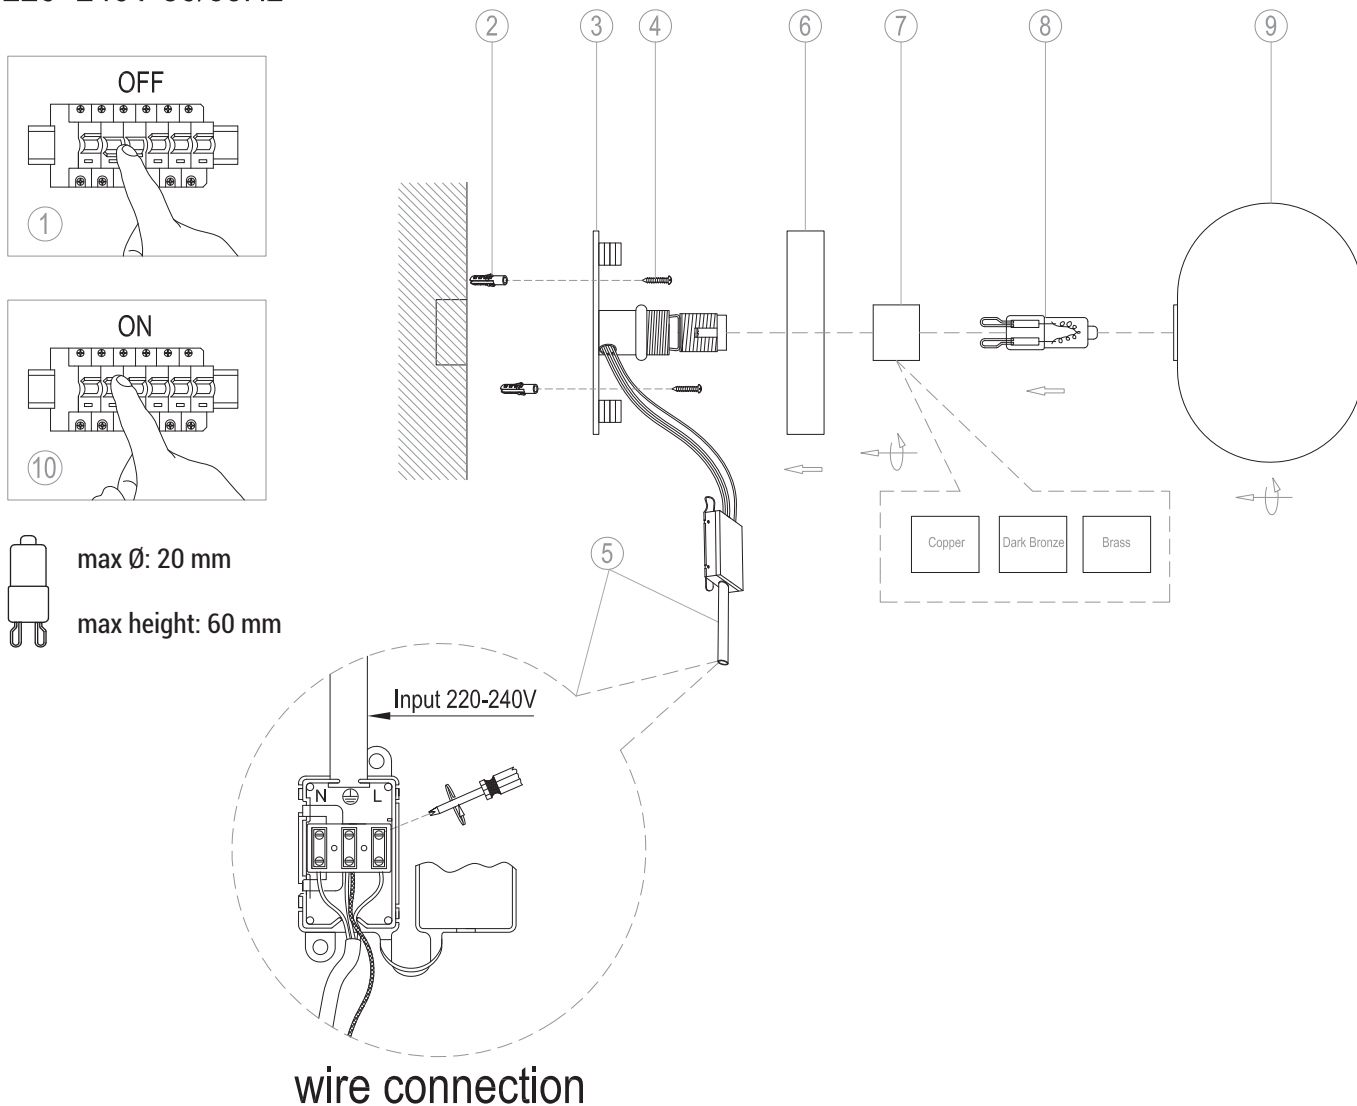 2 3 4 6 7 8 9
OFF
1
ON
10
max Ø: 20 mm
max height: 60 mm
Copper Dark Bronze Brass
5
Input 220-240V
N L
wire connection